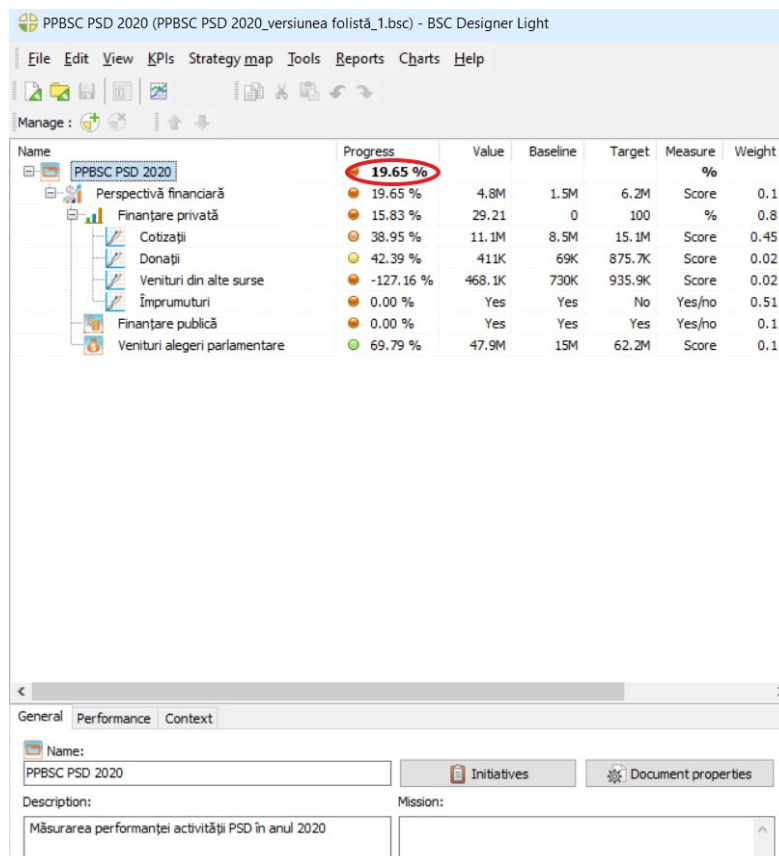 PPBSC PSD 2020 (PPBSC PSD 2020_versiunea folistă_1.bsc) - BSC Designer Light
File Edit View KPIs Strategy map Tools Reports Charts Help
Manage :
Name Progress Value Baseline Target Measure Weight
PPBSC PSD 2020 19.65 % %
Perspectivă financiară 19.65 % 4.8M 1.5M 6.2M Score 0.1
Finanțare privată 15.83 % 29.21 0 100 % 0.8
Cotizații 38.95 % 11.1M 8.5M 15.1M Score 0.45
Donații 42.39 % 411K 69K 875.7K Score 0.02
Venituri din alte surse -127.16 % 468.1K 730K 935.9K Score 0.02
Împrumuturi 0.00 % Yes Yes No Yes/no 0.51
Finanțare publică 0.00 % Yes Yes Yes Yes/no 0.1
Venituri alegeri parlamentare 69.79 % 47.9M 15M 62.2M Score 0.1
General Performance Context
Name:
PPBSC PSD 2020 Initiatives Document properties
Description: Mission:
Măsurarea performanței activității PSD în anul 2020